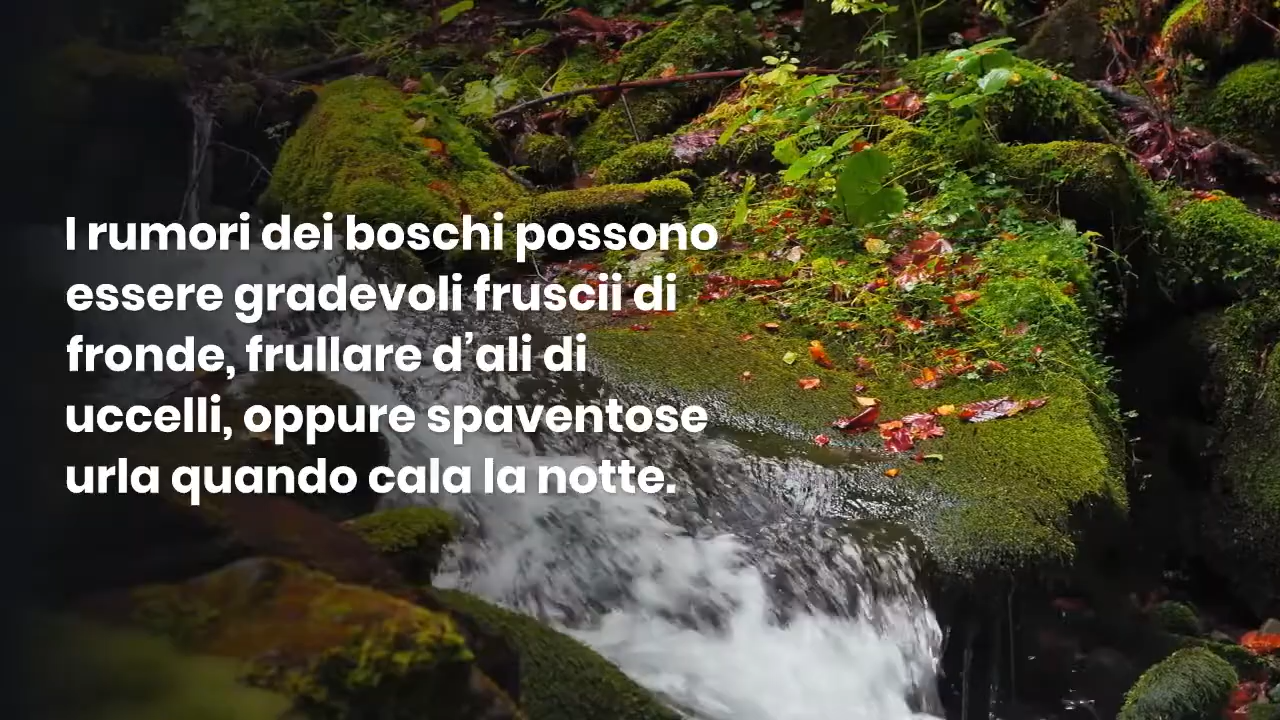 I rumori dei boschi possono
essere gradevoli fruscii di
fronde, frullare d’ali di
uccelli, oppure spaventose
urla quando cala la notte.